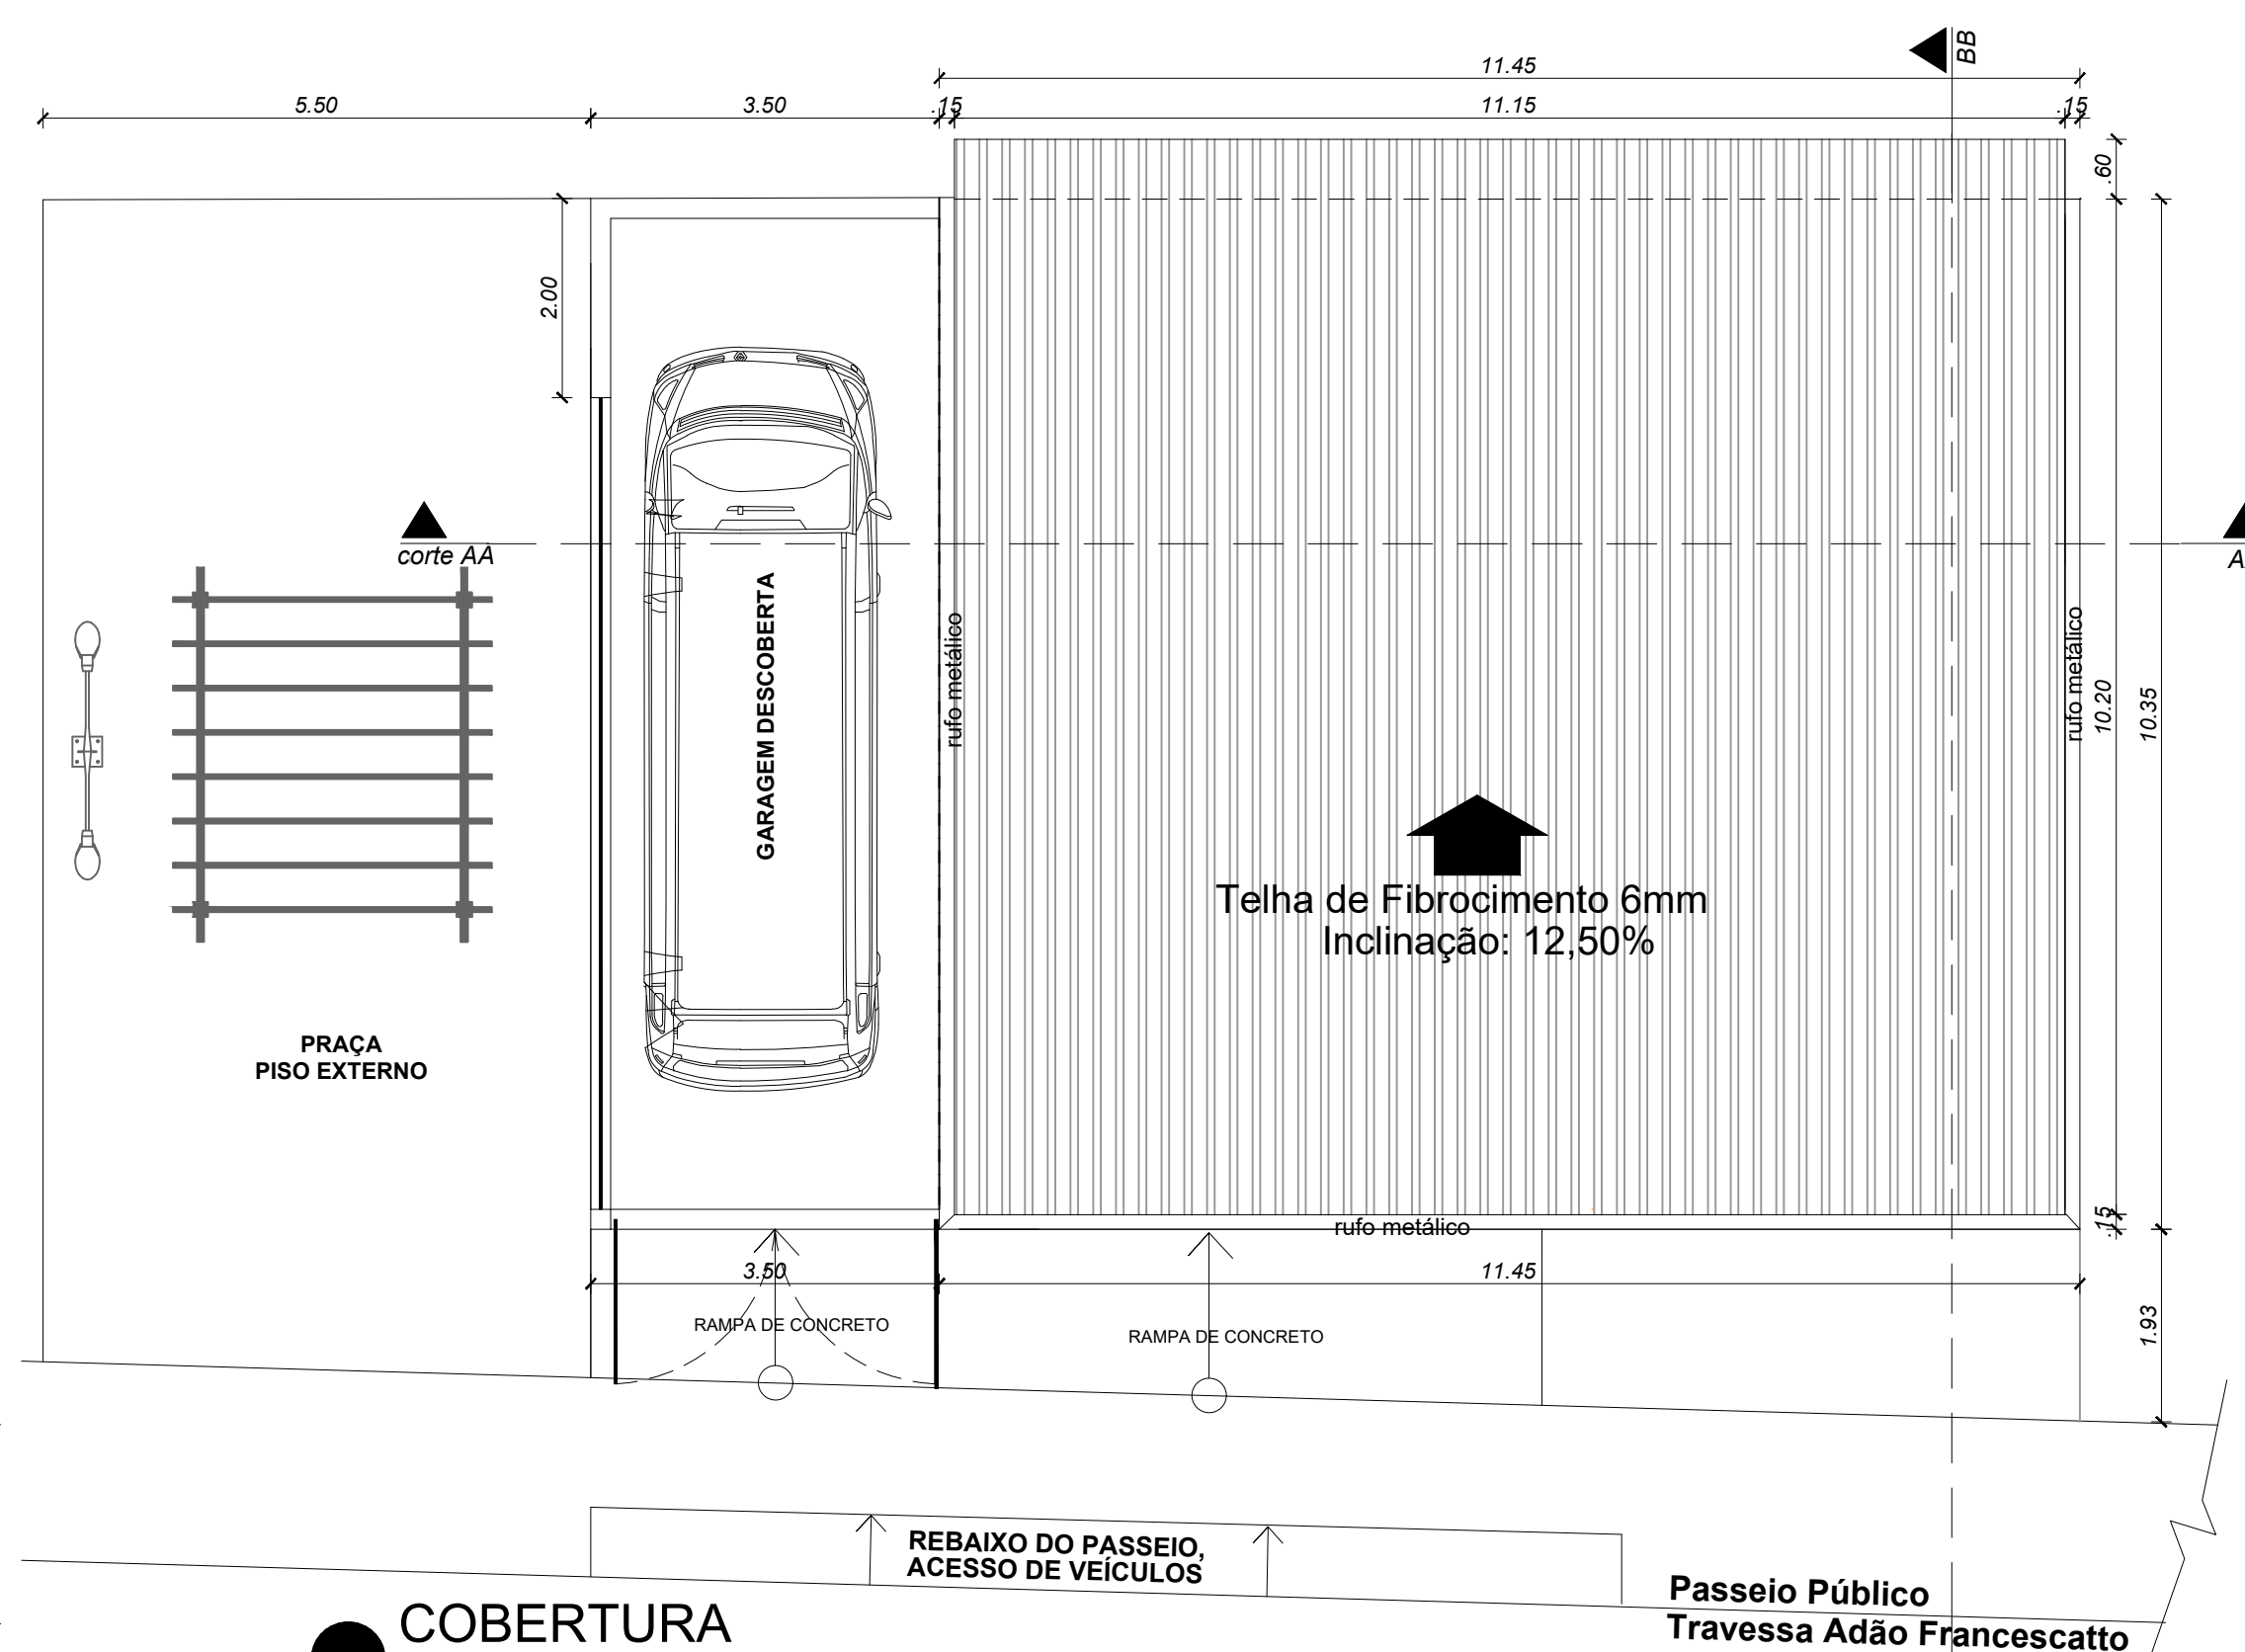 BB
11.45
5.50
3.50
.15
11.15
.15
.60
2.00
corte AA
rufo metálico
rufo metálico
10.20
10.35
GARAGEM DESCOBERTA
Telha de Fibrocimento 6mm
Inclinação: 12,50%
PRAÇA
PISO EXTERNO
rufo metálico
.15
3.50
11.45
RAMPA DE CONCRETO
RAMPA DE CONCRETO
1.93
REBAIXO DO PASSEIO,
ACESSO DE VEÍCULOS
Passeio Público
Travessa Adão Francescatto
COBERTURA